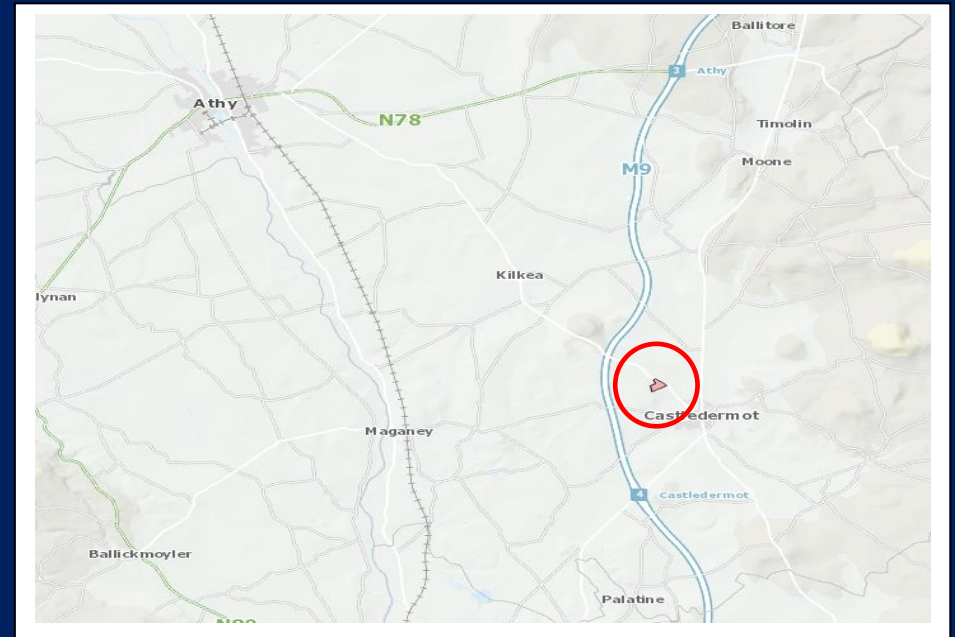 Ballitore
3 Athy
Athy
N78
Timolin
Moone
M9
Kilkea
lynan
Castledermot
Maganey
4 Castledermot
Ballickmoyler
Palatine